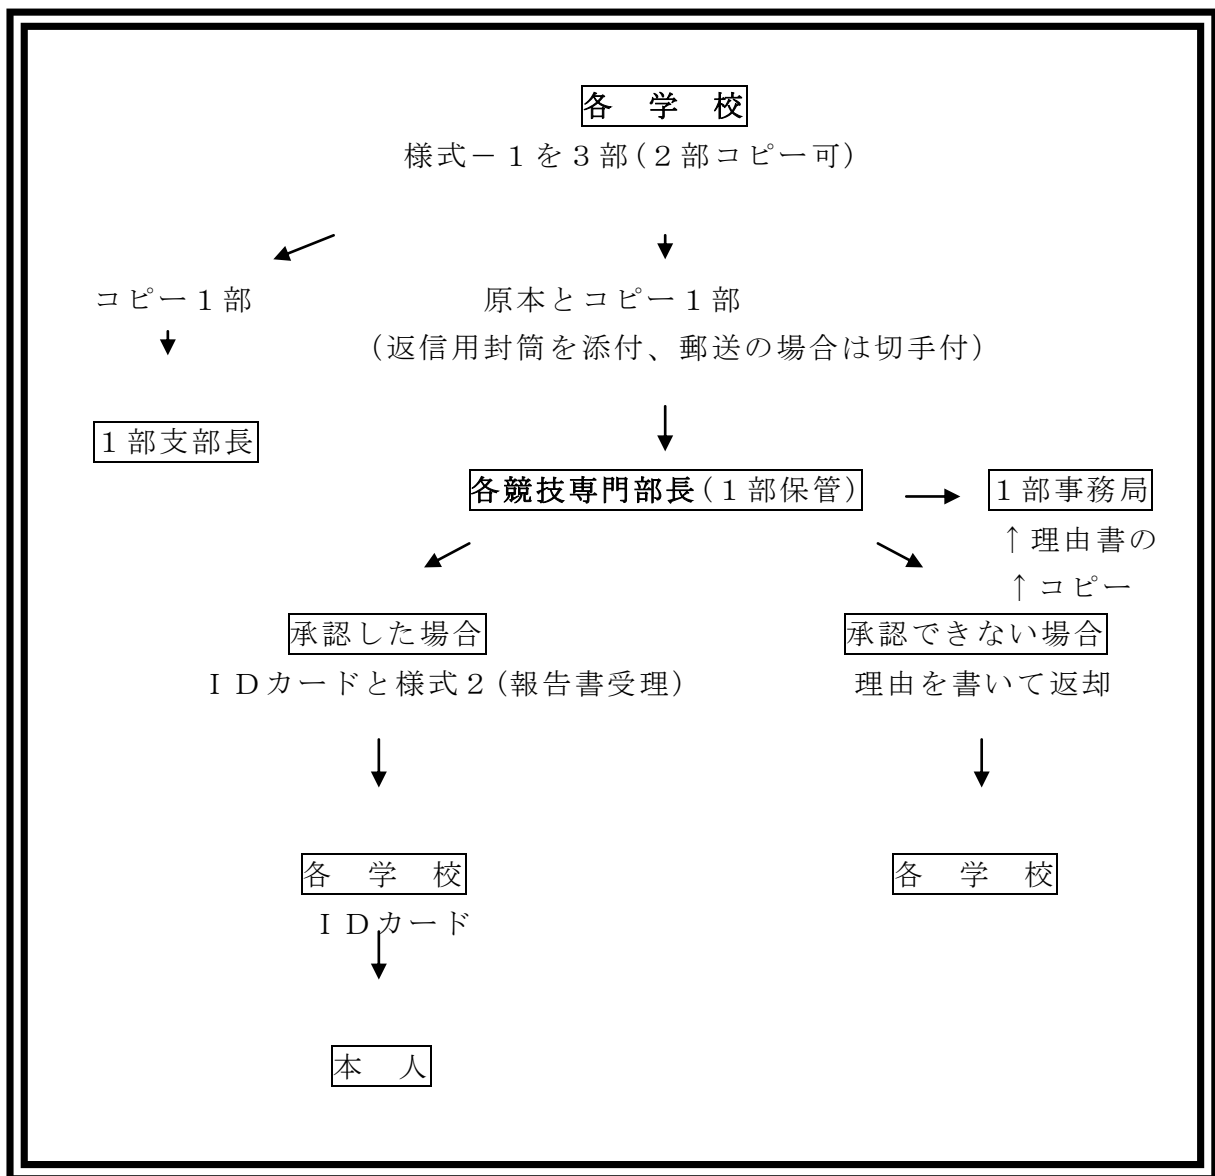 各　学　校
様式－１を３部（２部コピー可）
コピー１部
原本とコピー１部
（返信用封筒を添付、郵送の場合は切手付）
１部支部長
各競技専門部長（１部保管）
１部事務局
↑理由書の
↑コピー
承認した場合
承認できない場合
ＩＤカードと様式２（報告書受理）
理由を書いて返却
各　学　校
各　学　校
ＩＤカード
本　人